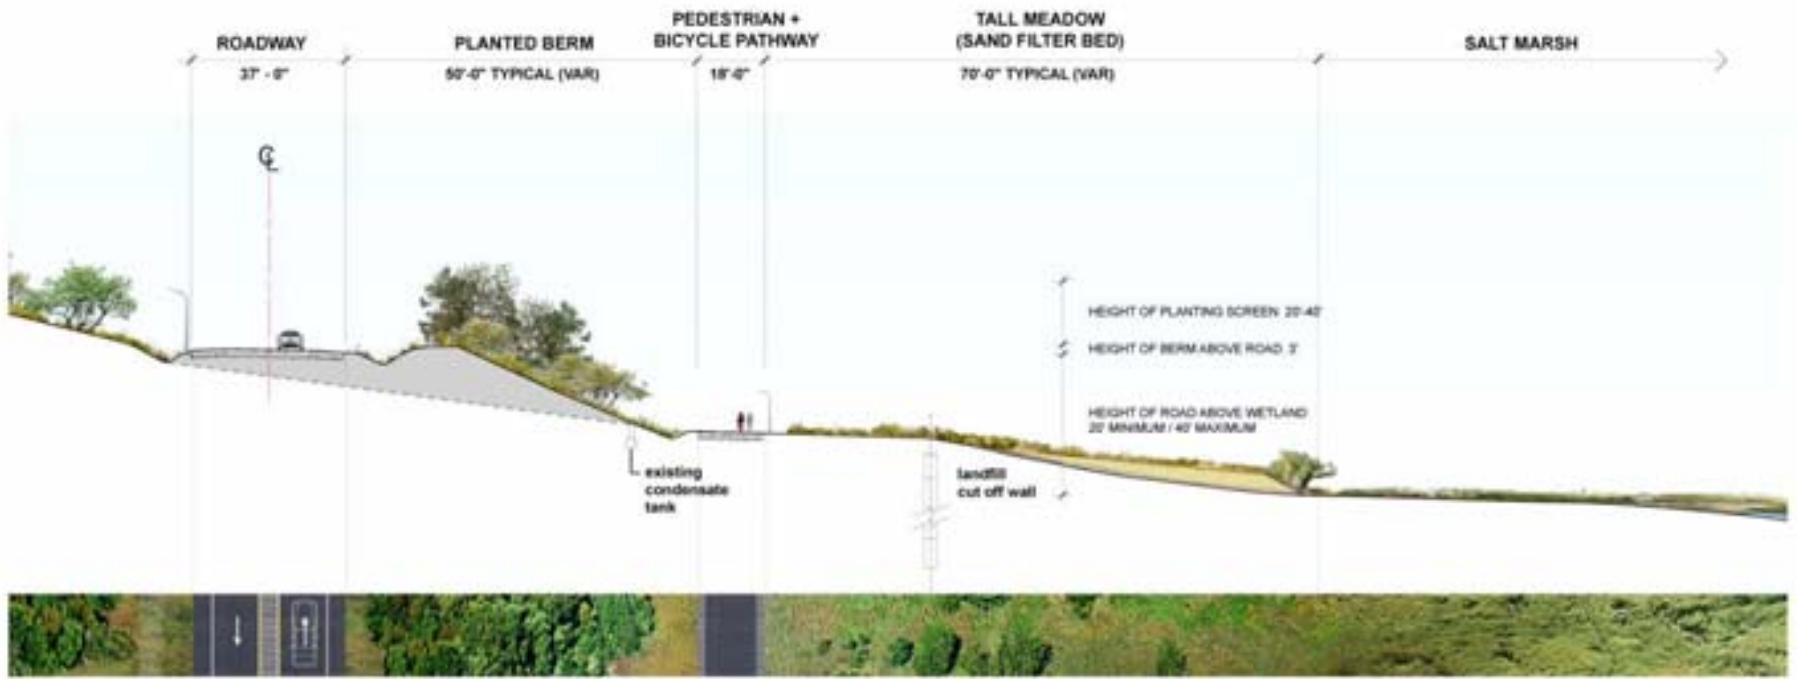 ROADWAY
37' - 0"
PLANTED BERM
50'-0" TYPICAL (VAR)
PEDESTRIAN +
BICYCLE PATHWAY
18'-0"
TALL MEADOW
(SAND FILTER BED)
70'-0" TYPICAL (VAR)
SALT MARSH
CL
HEIGHT OF PLANTING SCREEN 20'-40'
HEIGHT OF BERM ABOVE ROAD 3'
HEIGHT OF ROAD ABOVE WETLAND
20' MINIMUM / 40' MAXIMUM
existing
condensate
tank
landfill
cut off wall